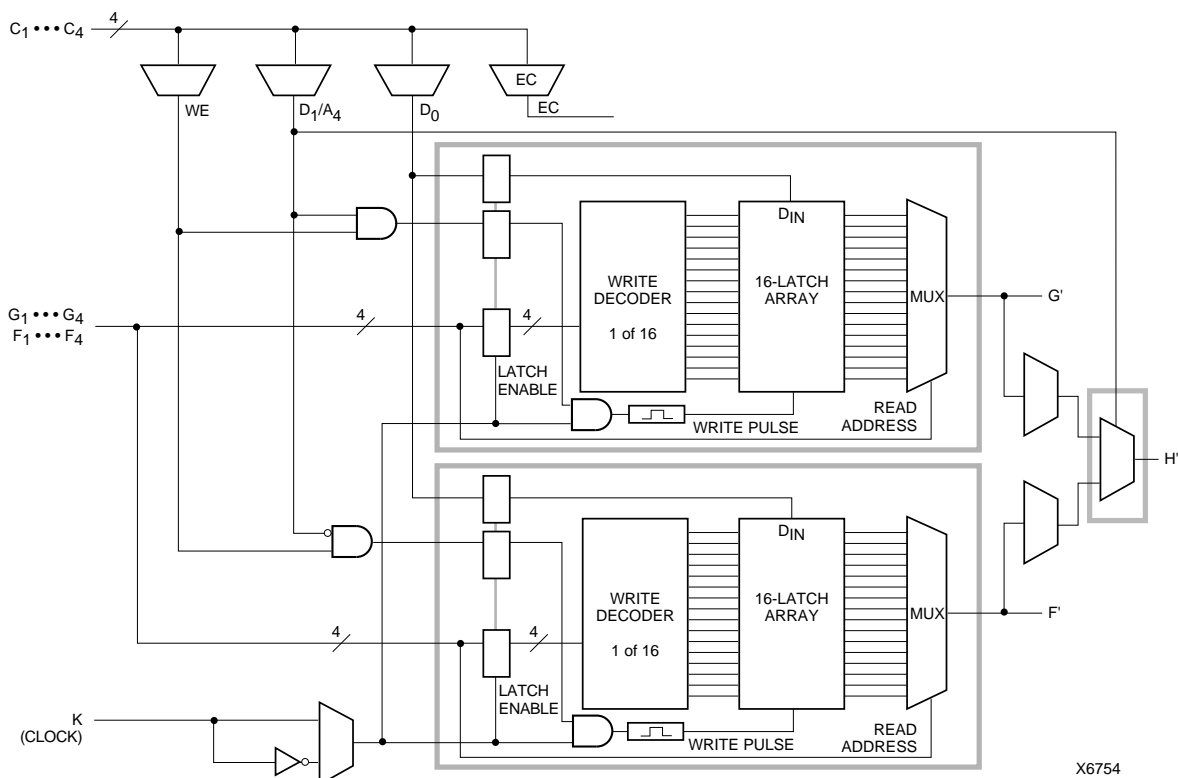 C1 ••• C4
4
EC
WE
D1/A4
D0
EC
DIN
WRITE
DECODER
1 of 16
16-LATCH
ARRAY
MUX
G'
G1 ••• G4
F1 ••• F4
4
4
LATCH
ENABLE
WRITE PULSE
READ
ADDRESS
H'
DIN
WRITE
DECODER
1 of 16
16-LATCH
ARRAY
MUX
F'
4
4
LATCH
ENABLE
K
(CLOCK)
WRITE PULSE
READ
ADDRESS
X6754